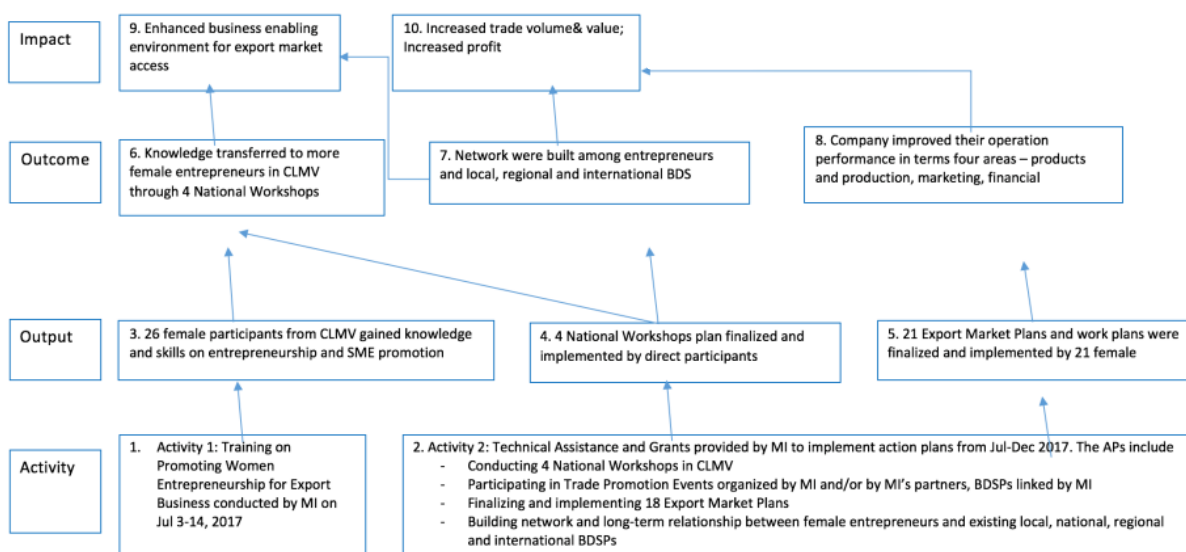 Impact
9. Enhanced business enabling
environment for export market
access
10. Increased trade volume& value;
Increased profit
Outcome
6. Knowledge transferred to more
female entrepreneurs in CLMV
through 4 National Workshops
7. Network were built among entrepreneurs
and local, regional and international BDS
8. Company improved their operation
performance in terms four areas – products
and production, marketing, financial
Output
3. 26 female participants from CLMV gained knowledge
and skills on entrepreneurship and SME promotion
4. 4 National Workshops plan finalized and
implemented by direct participants
5. 21 Export Market Plans and work plans were
finalized and implemented by 21 female
Activity
1. Activity 1: Training on
Promoting Women
Entrepreneurship for Export
Business conducted by MI on
Jul 3-14, 2017
2. Activity 2: Technical Assistance and Grants provided by MI to implement action plans from Jul-Dec 2017. The APs include
- Conducting 4 National Workshops in CLMV
- Participating in Trade Promotion Events organized by MI and/or by MI's partners, BDSPs linked by MI
- Finalizing and implementing 18 Export Market Plans
- Building network and long-term relationship between female entrepreneurs and existing local, national, regional
and international BDSPs